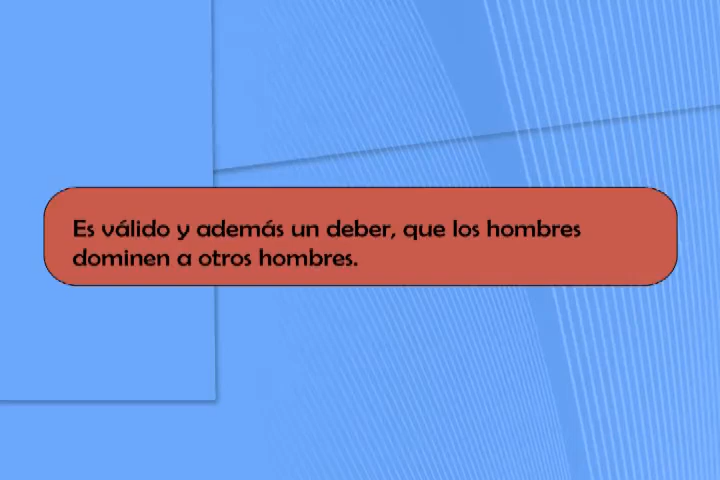 Es válido y además un deber, que los hombres
dominen a otros hombres.